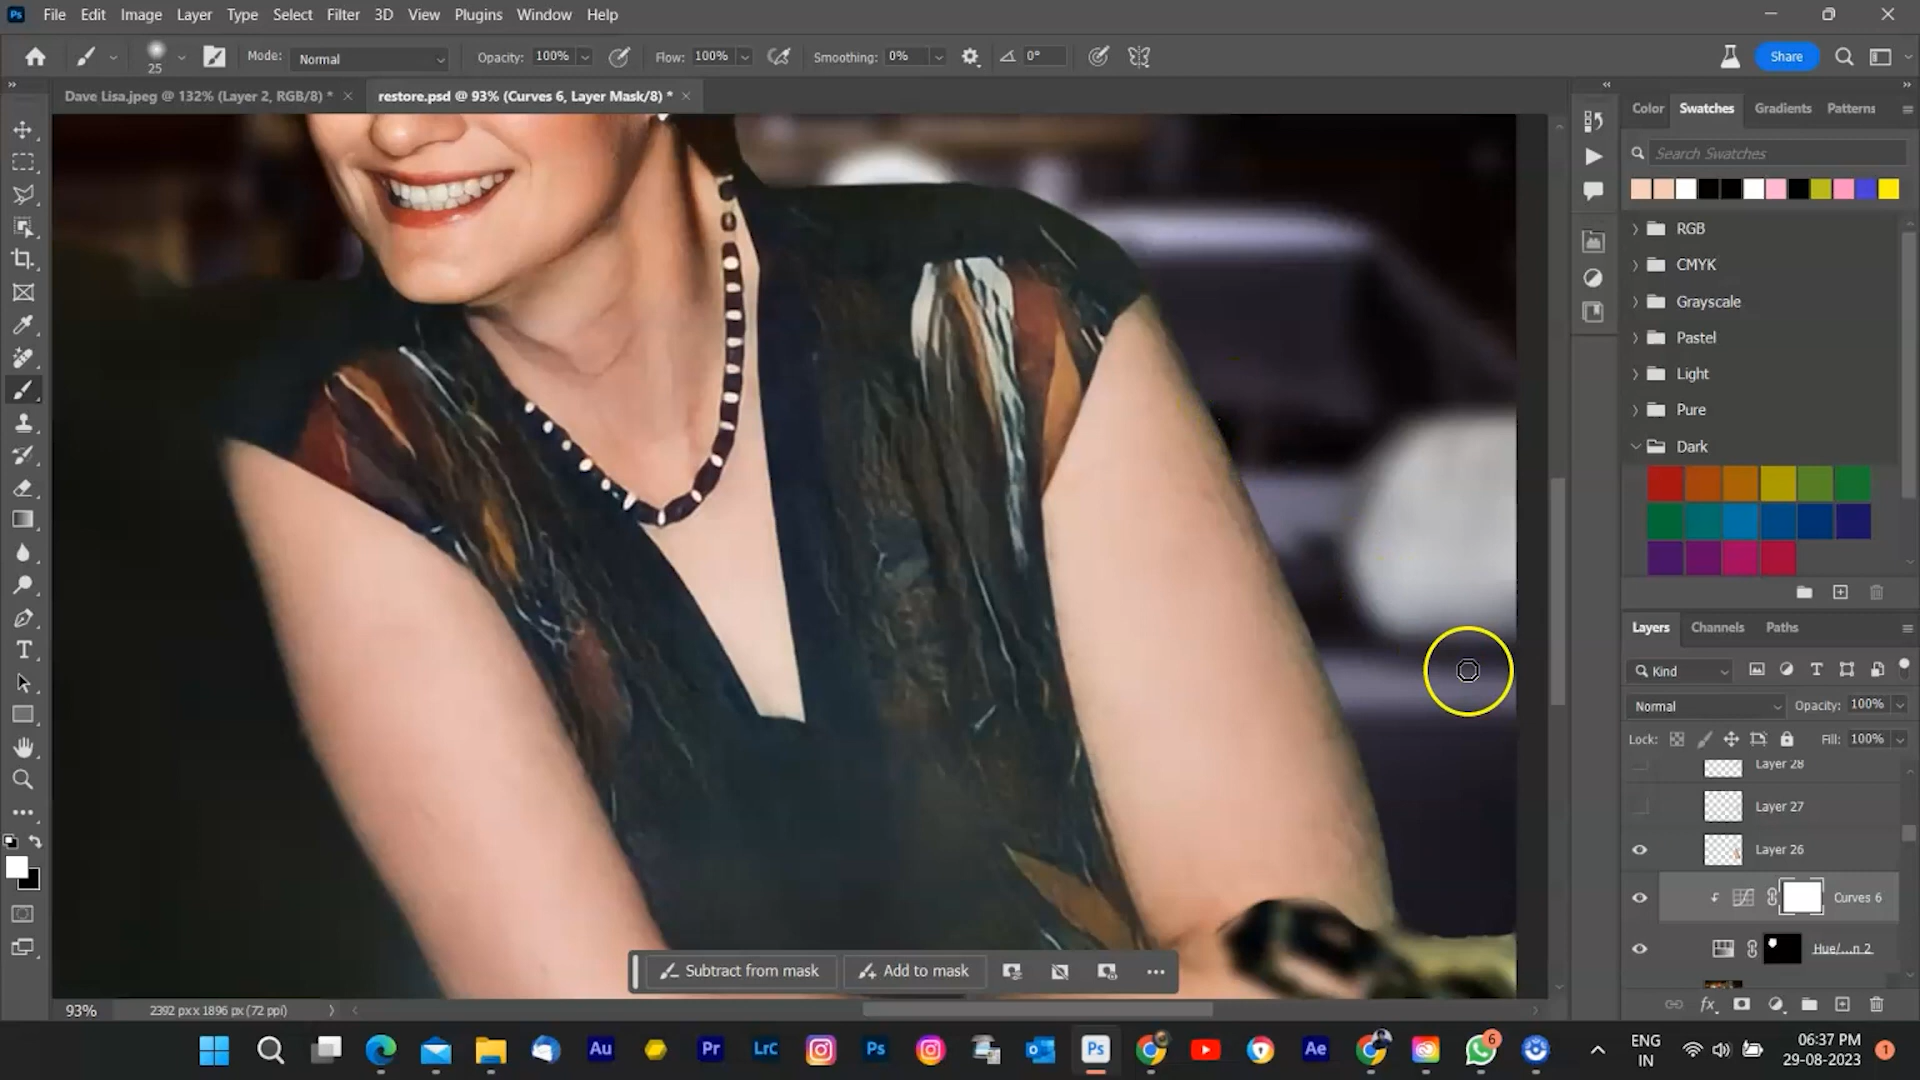 Ps File Edit Image Layer Type Select Filter 3D View Plugins Window Help
25 Mode: Normal Opacity: 100% Flow: 100% Smoothing: 0% 0° Share
Dave Lisa.jpeg @ 132% (Layer 2, RGB/8) * × restore.psd @ 93% (Curves 6, Layer Mask/8) * ×
Color Swatches Gradients Patterns
Search Swatches
RGB
CMYK
Grayscale
Pastel
Light
Pure
Dark
Layers Channels Paths
Kind
Normal Opacity: 100%
Lock: Fill: 100%
Layer 28
Layer 27
Layer 26
Curves 6
Hue/...n 2
Subtract from mask Add to mask
93% 2392 px x 1896 px (72 ppi)
Au Pr LrC Ps Ps Ae 6
ENG
IN
06:37 PM
29-08-2023
1